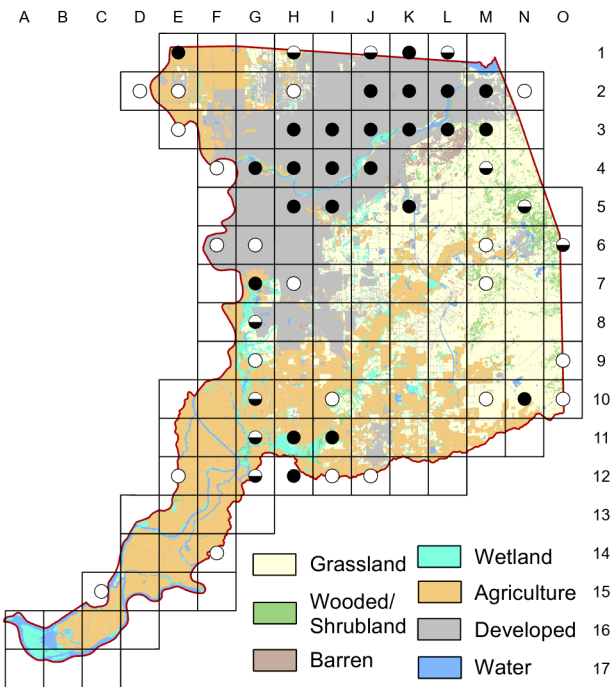 A B C D E F G H I J K L M N O
1
2
3
4
5
6
7
8
9
10
11
12
13
14
15
16
17
Grassland
Wooded/
Shrubland
Barren
Wetland
Agriculture
Developed
Water